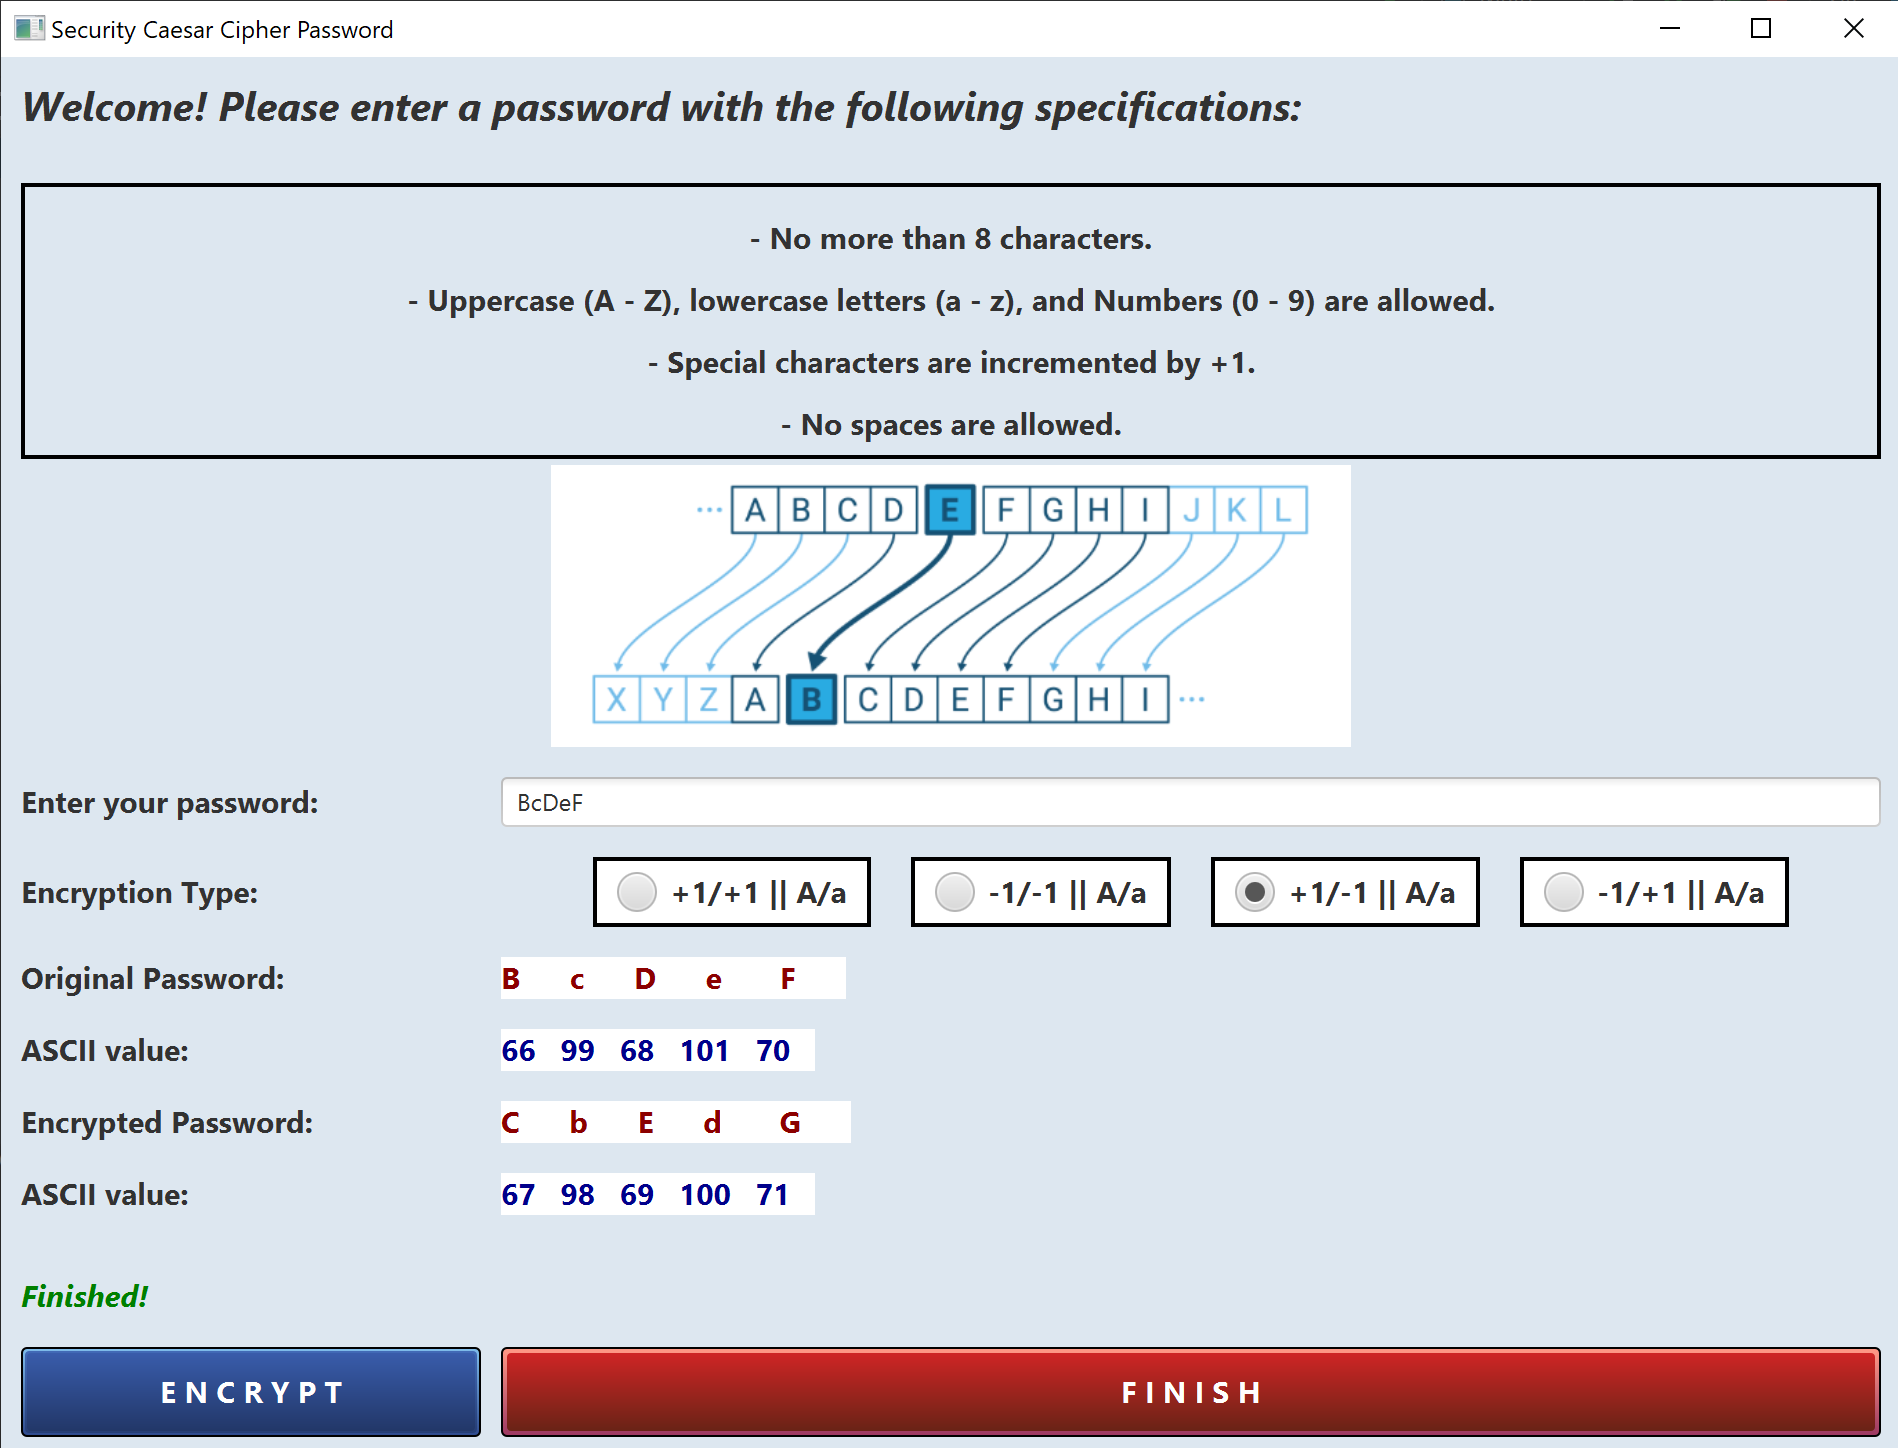 Security Caesar Cipher Password
Welcome! Please enter a password with the following specifications:
- No more than 8 characters.
- Uppercase (A - Z), lowercase letters (a - z), and Numbers (0 - 9) are allowed.
- Special characters are incremented by +1.
- No spaces are allowed.
... A B C D E F G H I J K L
X Y Z A B C D E F G H I ...
Enter your password: BcDeF
Encryption Type: +1/+1 || A/a -1/-1 || A/a +1/-1 || A/a -1/+1 || A/a
Original Password: B c D e F
ASCII value: 66 99 68 101 70
Encrypted Password: C b E d G
ASCII value: 67 98 69 100 71
Finished!
ENCRYPT FINISH